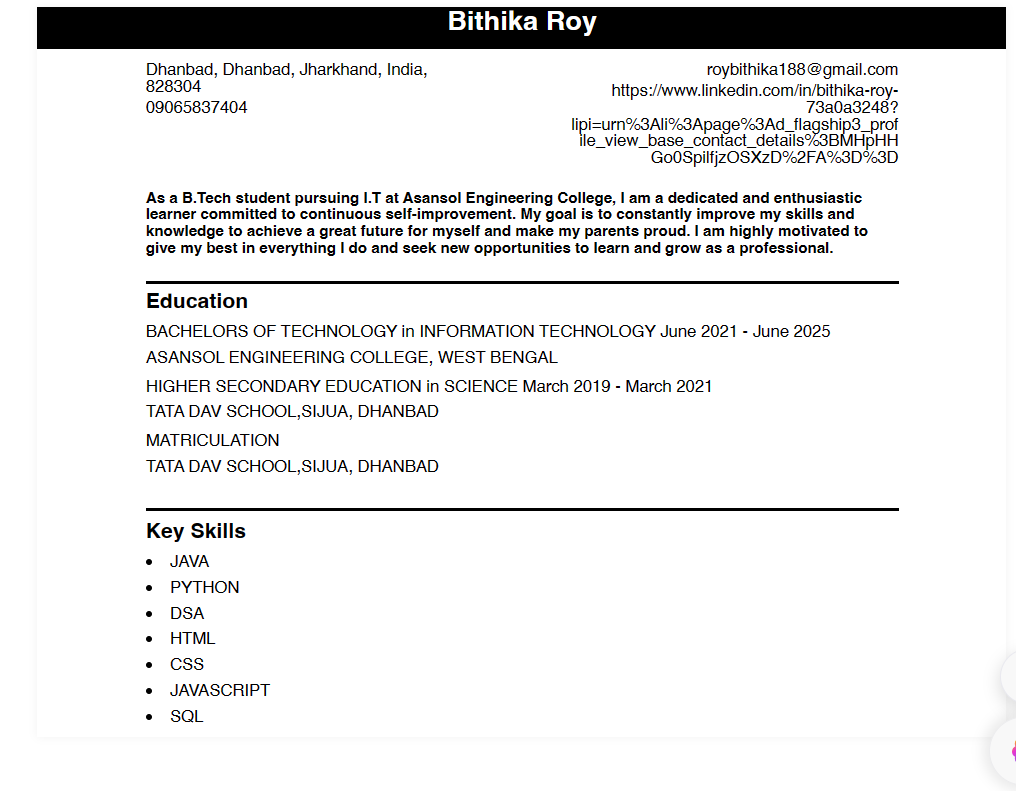 Bithika Roy
Dhanbad, Dhanbad, Jharkhand, India,
828304
09065837404
roybithika188@gmail.com
https://www.linkedin.com/in/bithika-roy-
73a0a3248?
lipi=urn%3Ali%3Apage%3Ad_flagship3_prof
ile_view_base_contact_details%3BMHpHH
Go0SpilfjzOSXzD%2FA%3D%3D
As a B.Tech student pursuing I.T at Asansol Engineering College, I am a dedicated and enthusiastic
learner committed to continuous self-improvement. My goal is to constantly improve my skills and
knowledge to achieve a great future for myself and make my parents proud. I am highly motivated to
give my best in everything I do and seek new opportunities to learn and grow as a professional.
Education
BACHELORS OF TECHNOLOGY in INFORMATION TECHNOLOGY June 2021 - June 2025
ASANSOL ENGINEERING COLLEGE, WEST BENGAL
HIGHER SECONDARY EDUCATION in SCIENCE March 2019 - March 2021
TATA DAV SCHOOL,SIJUA, DHANBAD
MATRICULATION
TATA DAV SCHOOL,SIJUA, DHANBAD
Key Skills
• JAVA
• PYTHON
• DSA
• HTML
• CSS
• JAVASCRIPT
• SQL